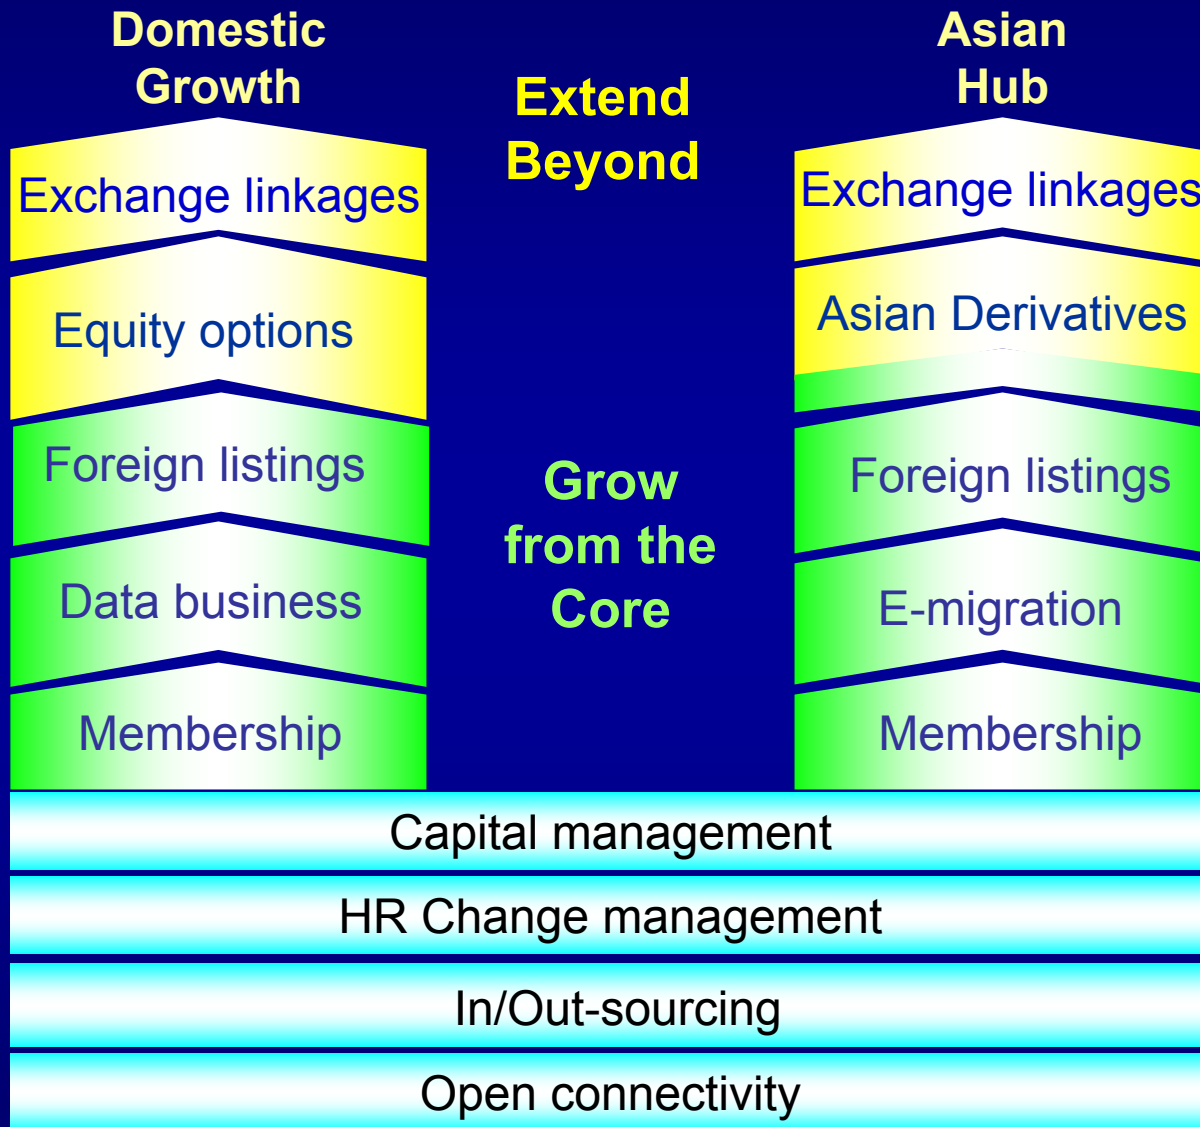 Domestic
Growth
Exchange linkages
Equity options
Foreign listings
Data business
Membership
Extend
Beyond
Grow
from the
Core
Asian
Hub
Exchange linkages
Asian Derivatives
Foreign listings
E-migration
Membership
Capital management
HR Change management
In/Out-sourcing
Open connectivity